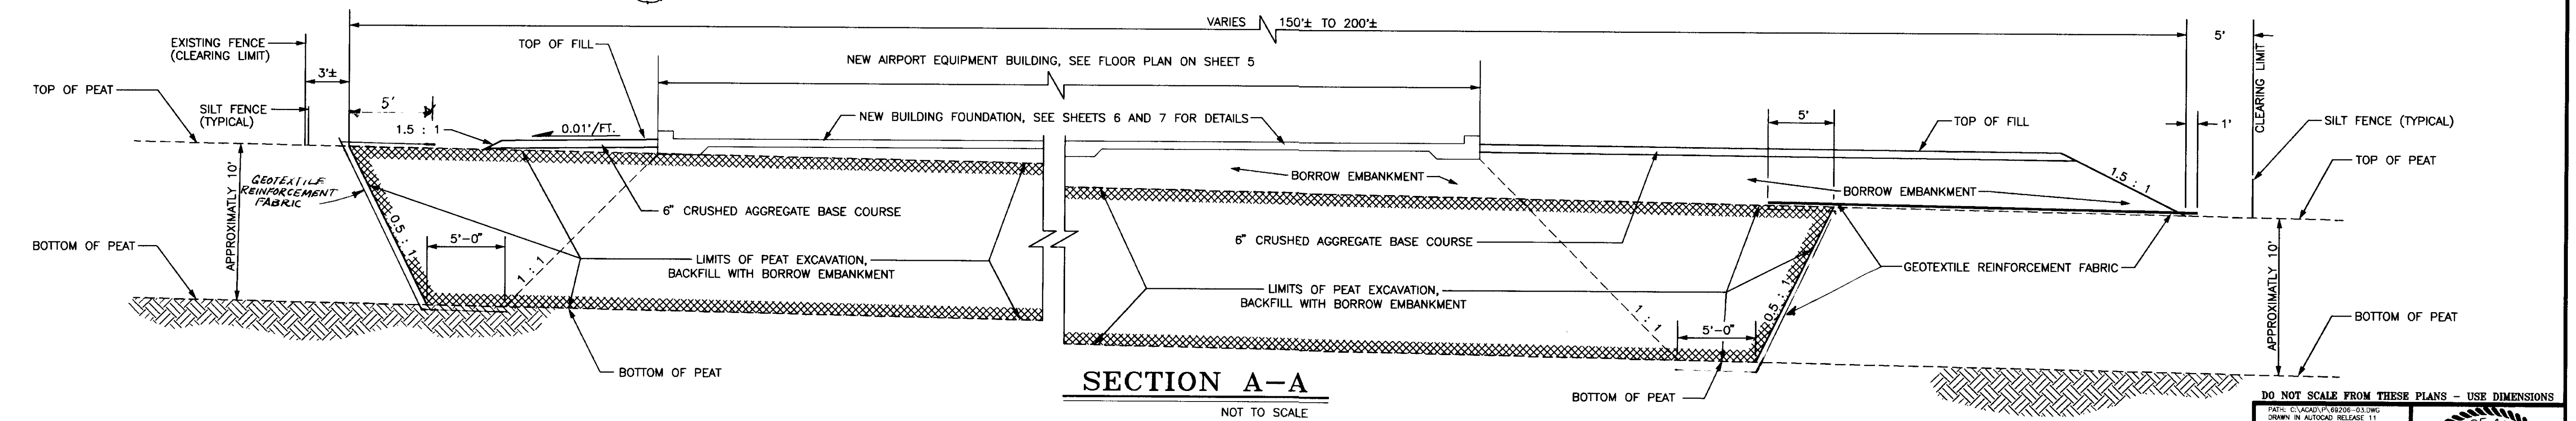 VARIES 150'± TO 200'±
EXISTING FENCE
(CLEARING LIMIT)
TOP OF FILL
5'
NEW AIRPORT EQUIPMENT BUILDING, SEE FLOOR PLAN ON SHEET 5
CLEARING LIMIT
3'±
TOP OF PEAT
SILT FENCE
(TYPICAL)
5'
1.5 : 1
0.01'/FT.
NEW BUILDING FOUNDATION, SEE SHEETS 6 AND 7 FOR DETAILS
5'
TOP OF FILL
1'
SILT FENCE (TYPICAL)
TOP OF PEAT
APPROXIMATLY 10'
GEOTEXTILE
REINFORCEMENT
FABRIC
BORROW EMBANKMENT
BORROW EMBANKMENT
1.5 : 1
6" CRUSHED AGGREGATE BASE COURSE
0.5 : 1
BOTTOM OF PEAT
5'-0"
1 : 1
6" CRUSHED AGGREGATE BASE COURSE
LIMITS OF PEAT EXCAVATION,
BACKFILL WITH BORROW EMBANKMENT
GEOTEXTILE REINFORCEMENT FABRIC
LIMITS OF PEAT EXCAVATION,
BACKFILL WITH BORROW EMBANKMENT
1 : 1
5'-0"
0.5 : 1
APPROXIMATLY 10'
BOTTOM OF PEAT
BOTTOM OF PEAT
BOTTOM OF PEAT
SECTION A-A
NOT TO SCALE
DO NOT SCALE FROM THESE PLANS - USE DIMENSIONS
PATH: C:\ACAD\P\69206-03.DWG
DRAWN IN AUTOCAD RELEASE 11